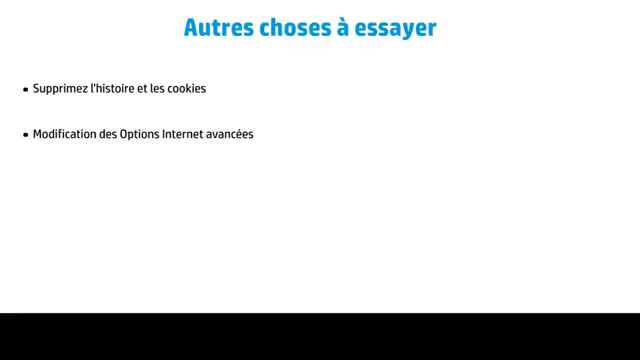 Autres choses à essayer
• Supprimez l'histoire et les cookies
• Modification des Options Internet avancées